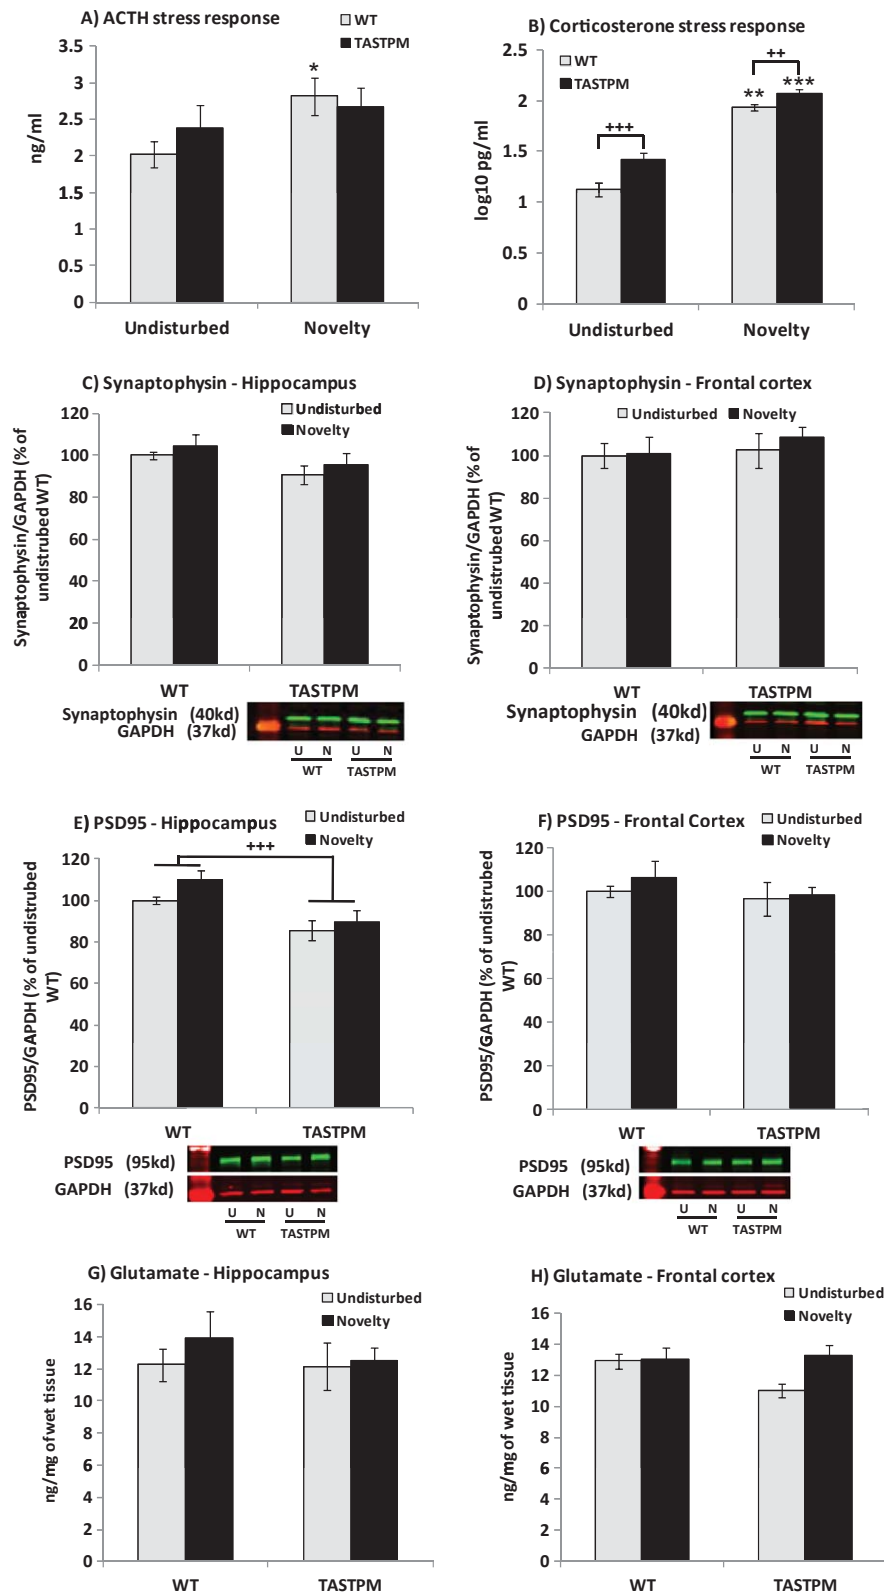 A) ACTH stress response
WT
TASTPM
3.5
3
2.5
2
1.5
1
0.5
0
ng/ml
*
Undisturbed Novelty
B) Corticosterone stress response
WT
TASTPM
2.5
2
1.5
1
0.5
0
log10 pg/ml
+++
++
** ***
Undisturbed Novelty
C) Synaptophysin - Hippocampus
Undisturbed
Novelty
120
100
80
60
40
20
0
Synaptophysin/GAPDH (% of
undistrubed WT)
WT TASTPM
Synaptophysin (40kd)
GAPDH (37kd)
U N U N
WT TASTPM
D) Synaptophysin - Frontal cortex
Undisturbed Novelty
120
100
80
60
40
20
0
Synaptophysin/GAPDH (% of
undistrubed WT)
WT TASTPM
Synaptophysin (40kd)
GAPDH (37kd)
U N U N
WT TASTPM
E) PSD95 - Hippocampus
Undisturbed
Novelty
+++
120
100
80
60
40
20
0
PSD95/GAPDH (% of undistrubed
WT)
WT TASTPM
PSD95 (95kd)
GAPDH (37kd)
U N U N
WT TASTPM
F) PSD95 - Frontal Cortex
Undisturbed
Novelty
120
100
80
60
40
20
0
PSD95/GAPDH (% of undistrubed
WT)
WT TASTPM
PSD95 (95kd)
GAPDH (37kd)
U N U N
WT TASTPM
G) Glutamate - Hippocampus
Undisturbed
Novelty
16
14
12
10
8
6
4
2
0
ng/mg of wet tissue
WT TASTPM
H) Glutamate - Frontal cortex
Undisturbed
Novelty
16
14
12
10
8
6
4
2
0
ng/mg of wet tissue
WT TASTPM